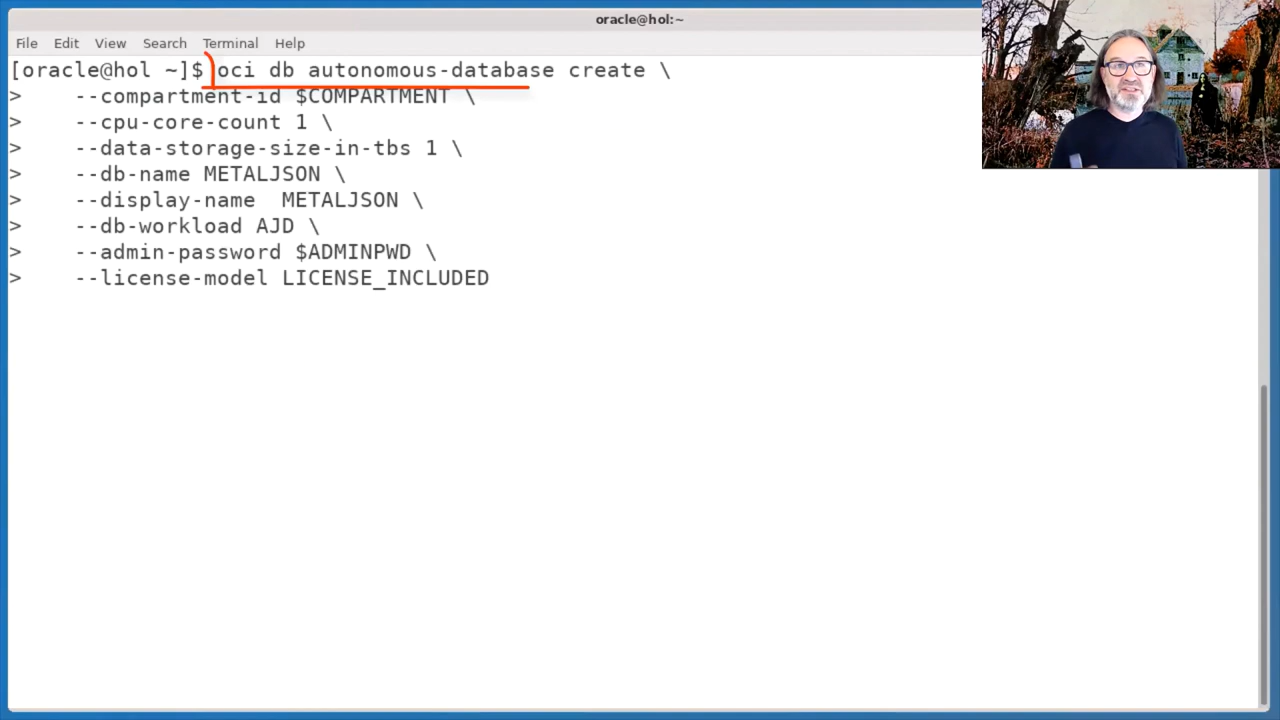 oracle@hol:~
File Edit View Search Terminal Help
[oracle@hol ~]$ oci db autonomous-database create \
> --compartment-id $COMPARTMENT \
> --cpu-core-count 1 \
> --data-storage-size-in-tbs 1 \
> --db-name METALJSON \
> --display-name  METALJSON \
> --db-workload AJD \
> --admin-password $ADMINPWD \
> --license-model LICENSE_INCLUDED